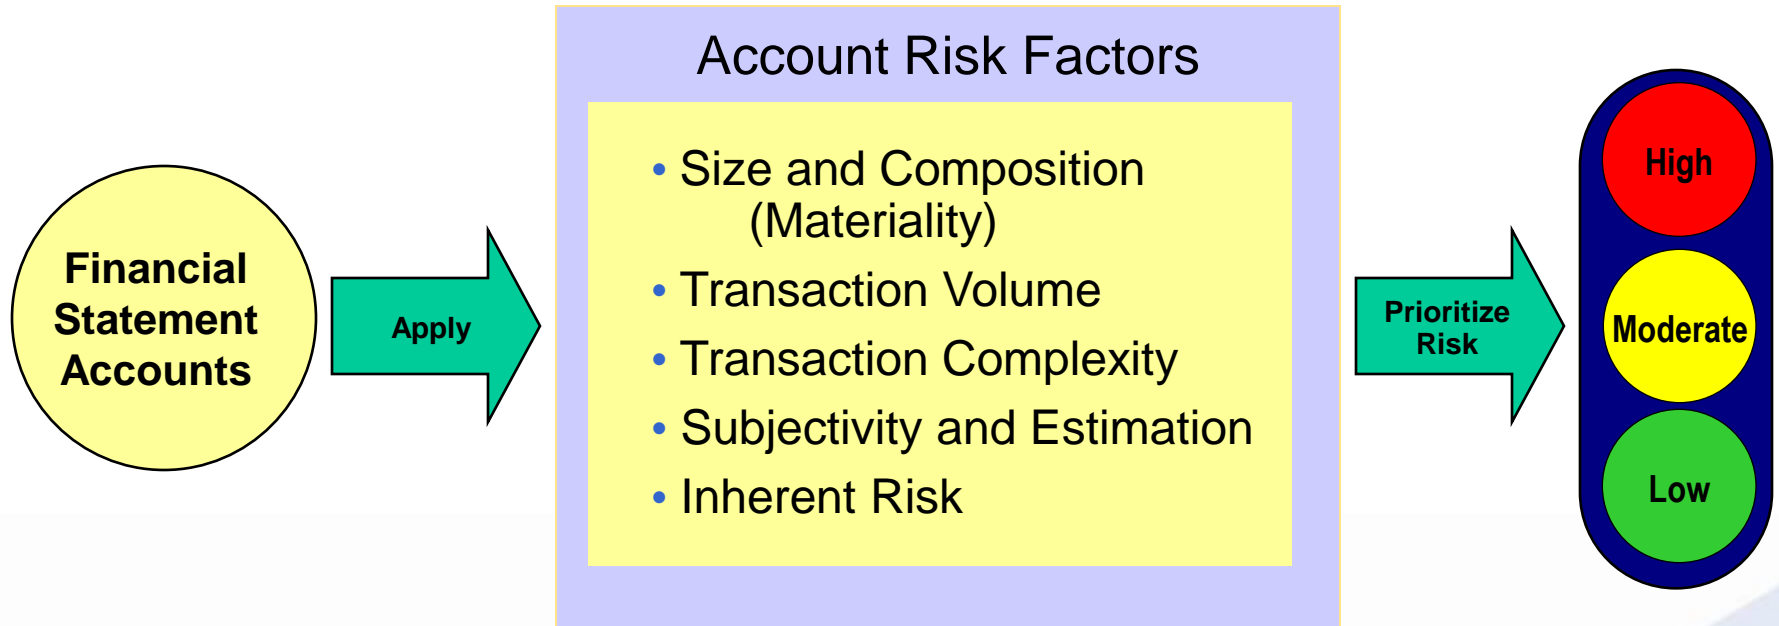 Account Risk Factors
Financial
Statement
Accounts
Apply
• Size and Composition
(Materiality)
• Transaction Volume
• Transaction Complexity
• Subjectivity and Estimation
• Inherent Risk
Prioritize
Risk
High
Moderate
Low